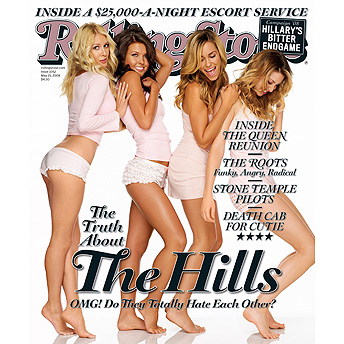 INSIDE A $25,000-A-NIGHT ESCORT SERVICE
Rolling Stone
Campaign '08
HILLARY'S
BITTER
ENDGAME
INSIDE
THE QUEEN
REUNION
THE ROOTS
Funky, Angry, Radical
STONE TEMPLE
PILOTS
DEATH CAB
FOR CUTIE
★★★★
The
Truth
About
The Hills
OMG! Do They Totally Hate Each Other?